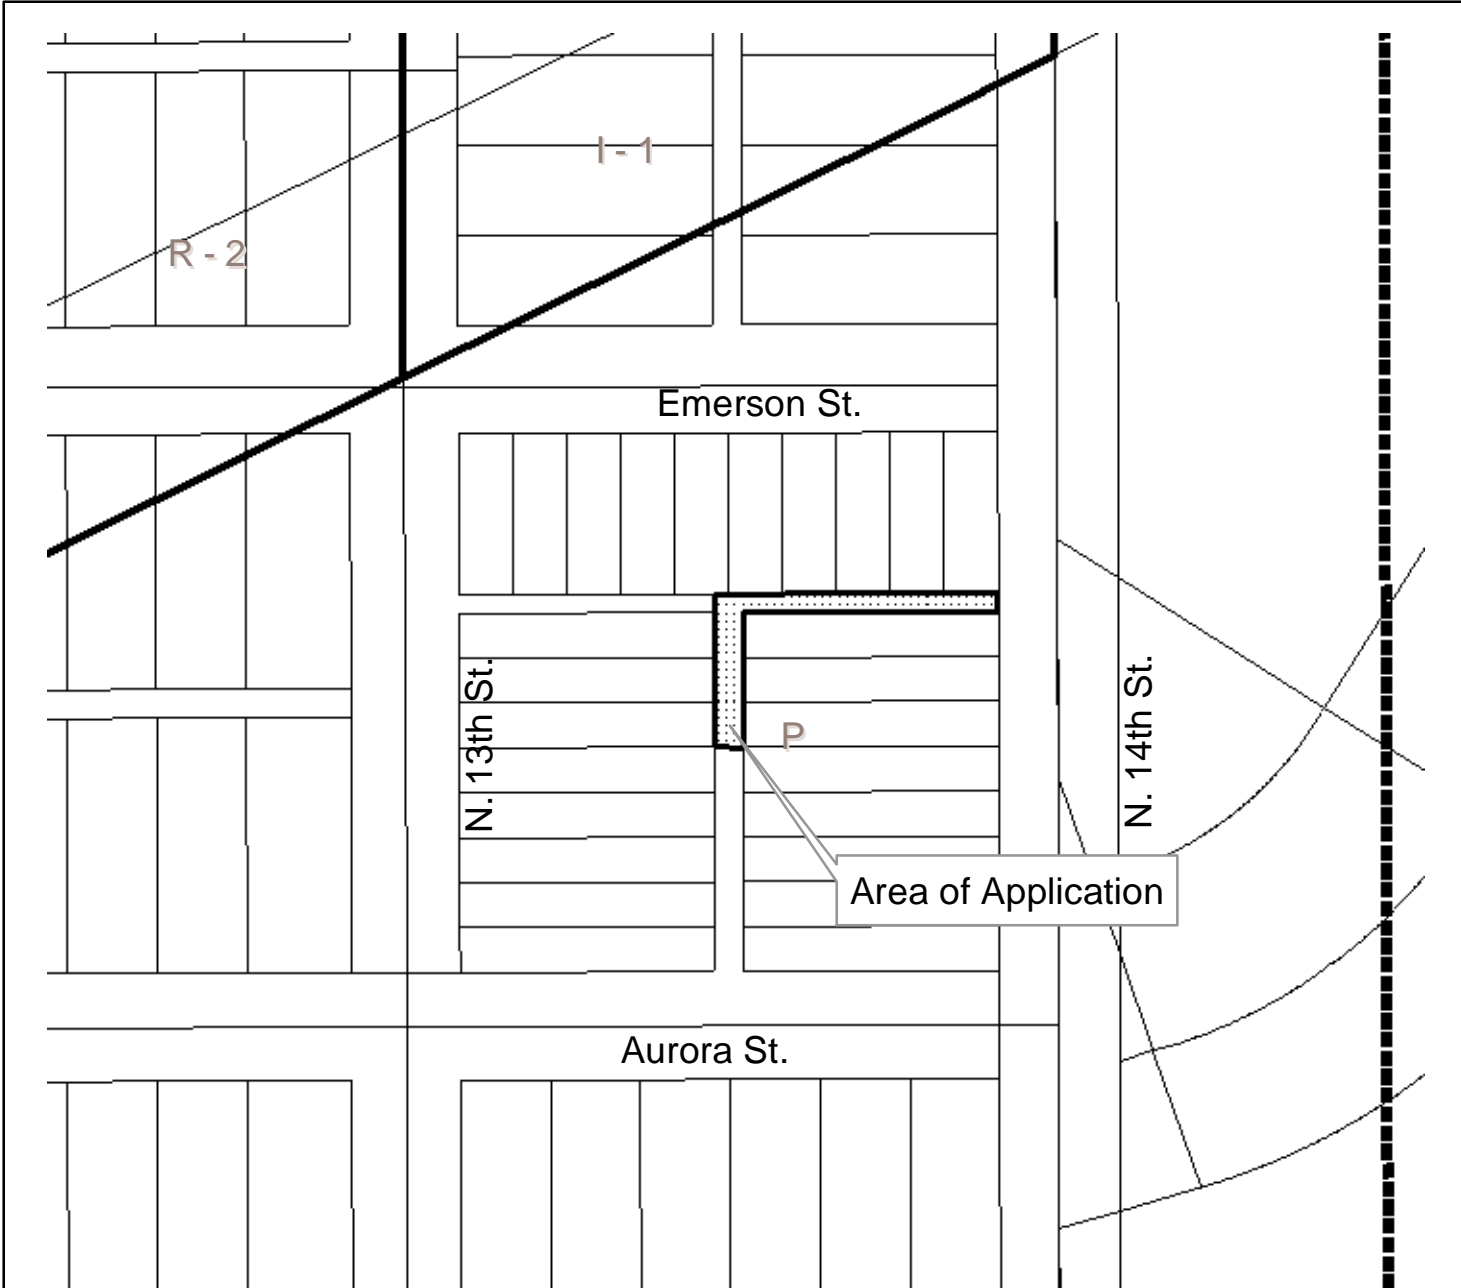 I - 1
R - 2
Emerson St.
N. 13th St.
N. 14th St.
P
Area of Application
Aurora St.